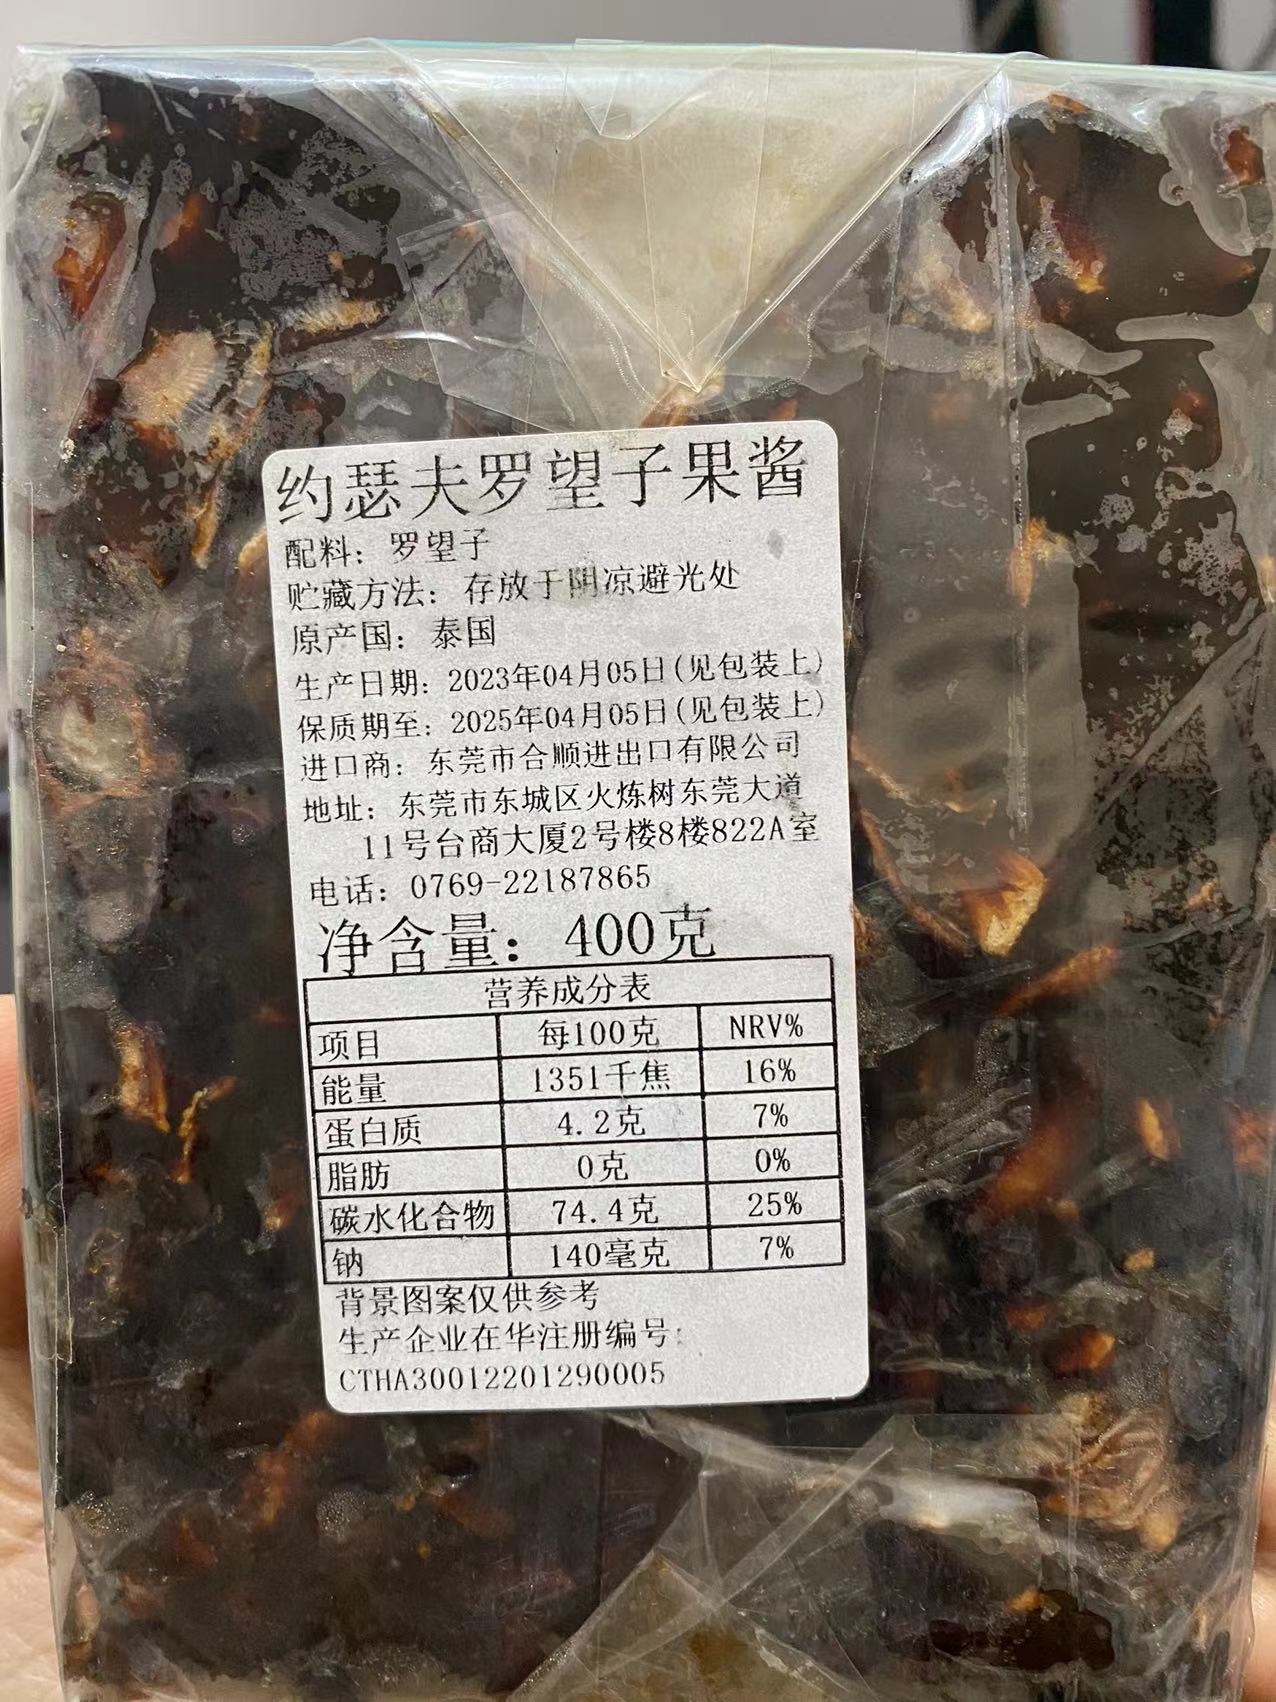 约瑟夫罗望子果酱
配料：罗望子
贮藏方法：存放于阴凉避光处
原产国：泰国
生产日期：2023年04月05日(见包装上)
保质期至：2025年04月05日(见包装上)
进口商：东莞市合顺进出口有限公司
地址：东莞市东城区火炼树东莞大道
11号台商大厦2号楼8楼822A室
电话：0769-22187865
净含量：400克
营养成分表
项目 每100克 NRV%
能量 1351千焦 16%
蛋白质 4.2克 7%
脂肪 0克 0%
碳水化合物 74.4克 25%
钠 140毫克 7%
背景图案仅供参考
生产企业在华注册编号：
CTHA30012201290005